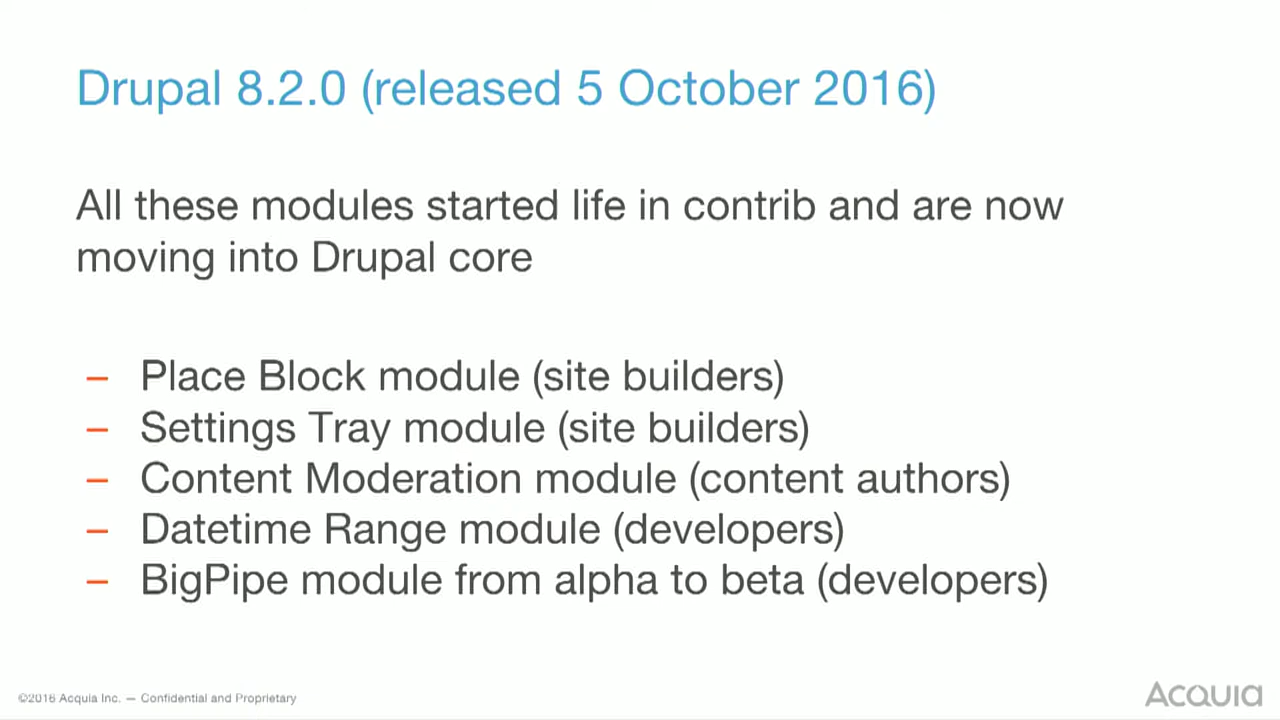 Drupal 8.2.0 (released 5 October 2016)
All these modules started life in contrib and are now
moving into Drupal core
– Place Block module (site builders)
– Settings Tray module (site builders)
– Content Moderation module (content authors)
– Datetime Range module (developers)
– BigPipe module from alpha to beta (developers)
©2016 Acquia Inc. — Confidential and Proprietary
Acquia